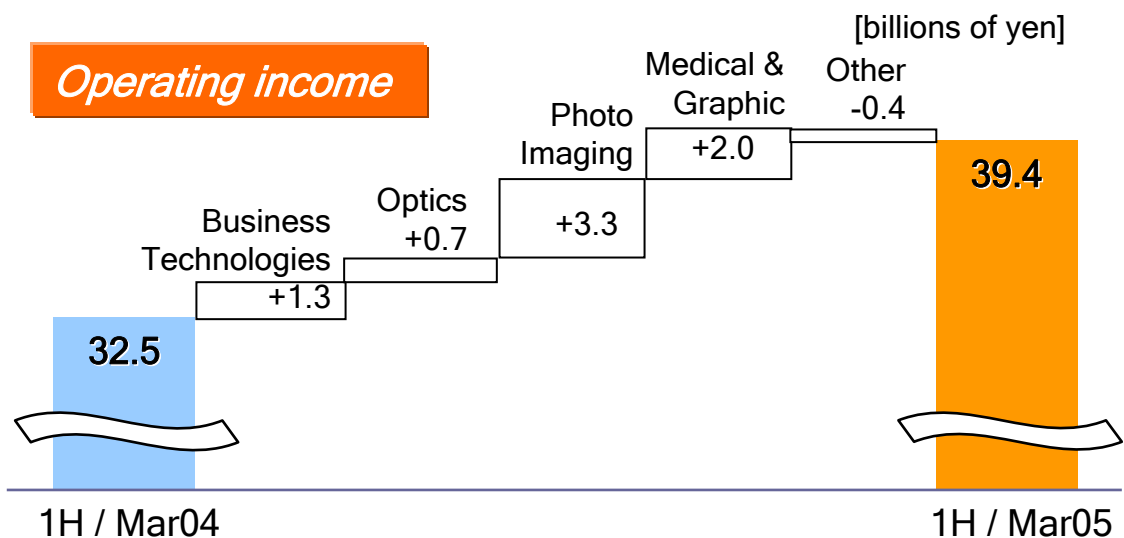 [billions of yen]
Operating income
Medical &
Graphic
+2.0
Other
-0.4
Photo
Imaging
+3.3
39.4
Optics
+0.7
Business
Technologies
+1.3
32.5
1H / Mar04
1H / Mar05